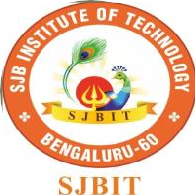 SJB INSTITUTE OF TECHNOLOGY
SJBIT
BENGALURU-60
SJBIT